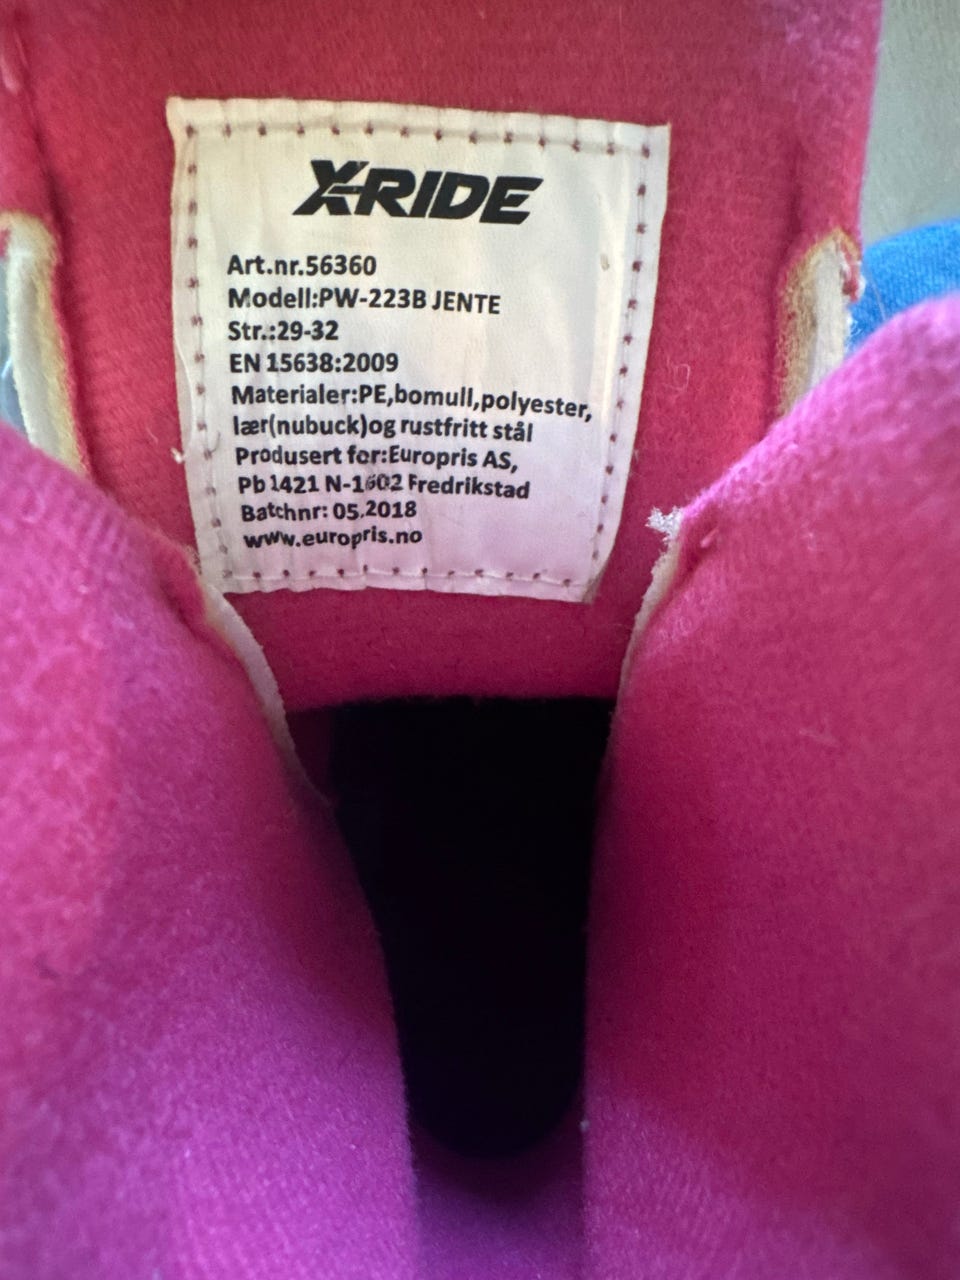 X-RIDE
Art.nr.56360
Modell:PW-223B JENTE
Str.:29-32
EN 15638:2009
Materialer:PE,bomull,polyester,
lær(nubuck)og rustfritt stål
Produsert for:Europris AS,
Pb 1421 N-1602 Fredrikstad
Batchnr: 05.2018
www.europris.no